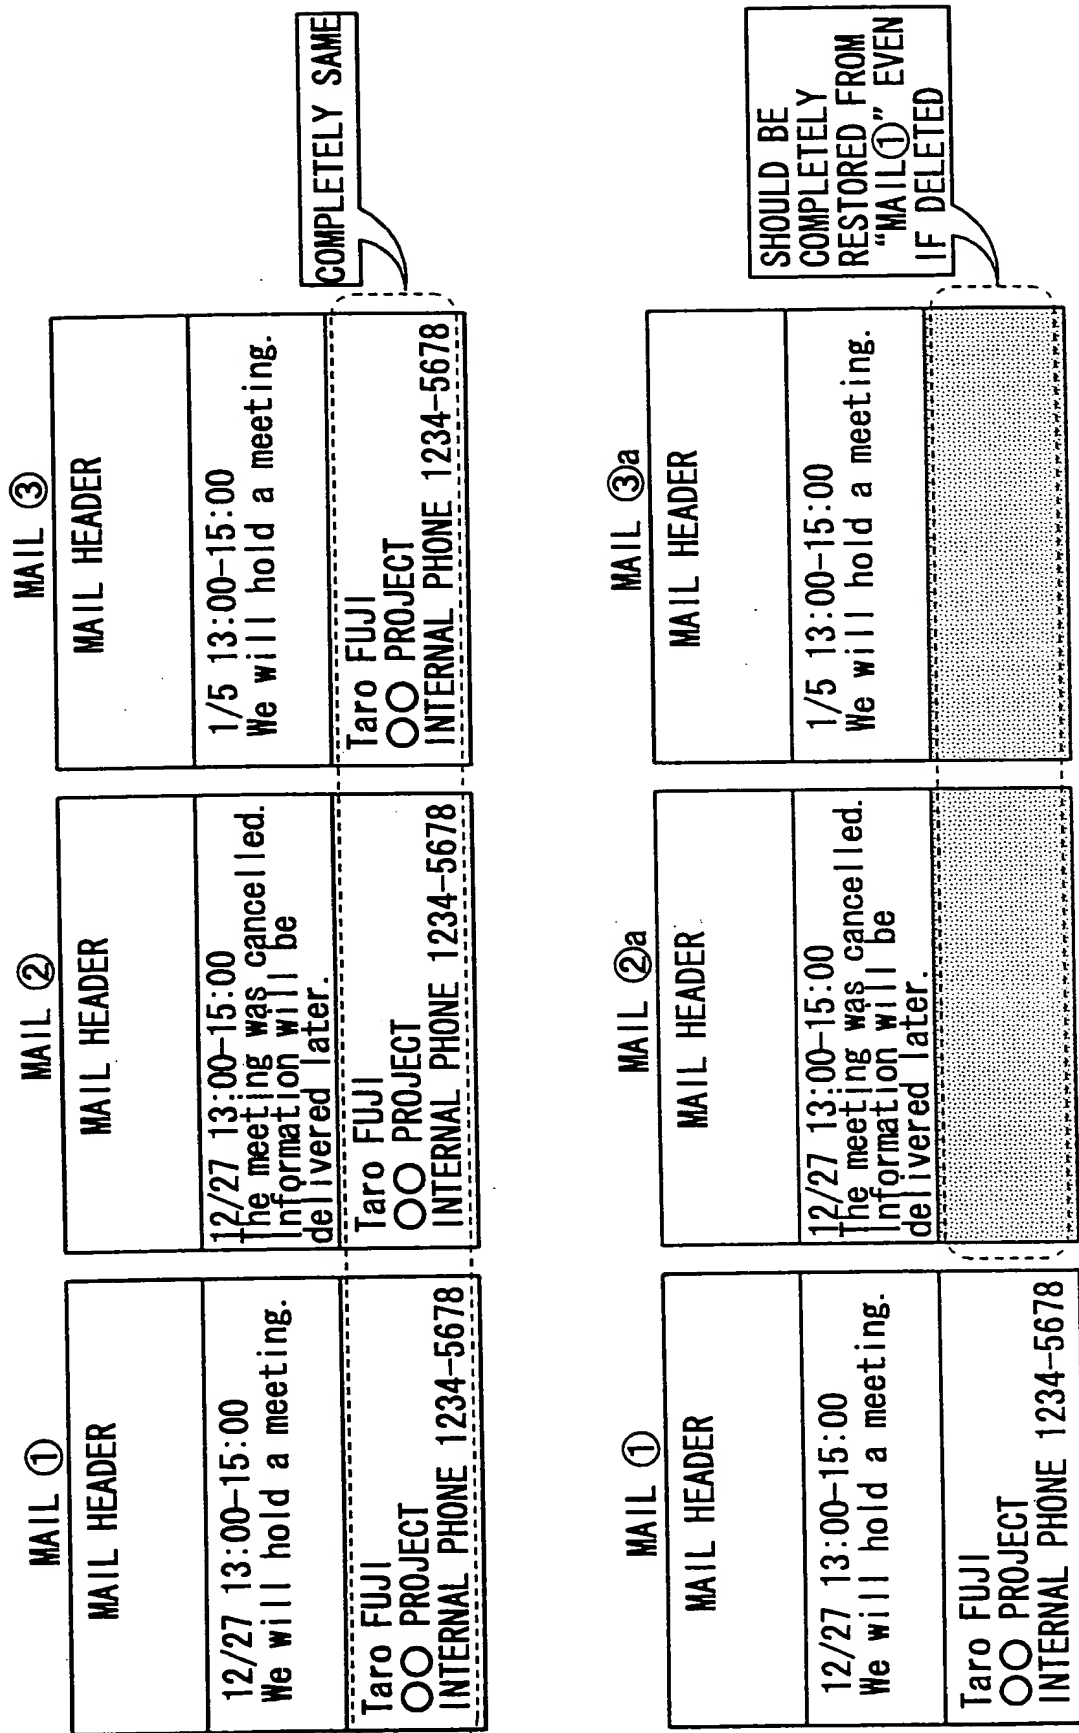 MAIL ①
MAIL HEADER
12/27 13:00-15:00
We will hold a meeting.
Taro FUJI
○○ PROJECT
INTERNAL PHONE 1234-5678
MAIL ②
MAIL HEADER
12/27 13:00-15:00
The meeting was cancelled.
Information will be
delivered later.
Taro FUJI
○○ PROJECT
INTERNAL PHONE 1234-5678
MAIL ③
MAIL HEADER
1/5 13:00-15:00
We will hold a meeting.
Taro FUJI
○○ PROJECT
INTERNAL PHONE 1234-5678
COMPLETELY SAME
MAIL ①
MAIL HEADER
12/27 13:00-15:00
We will hold a meeting.
Taro FUJI
○○ PROJECT
INTERNAL PHONE 1234-5678
MAIL ②a
MAIL HEADER
12/27 13:00-15:00
The meeting was cancelled.
Information will be
delivered later.
MAIL ③a
MAIL HEADER
1/5 13:00-15:00
We will hold a meeting.
SHOULD BE
COMPLETELY
RESTORED FROM
“MAIL①” EVEN
IF DELETED